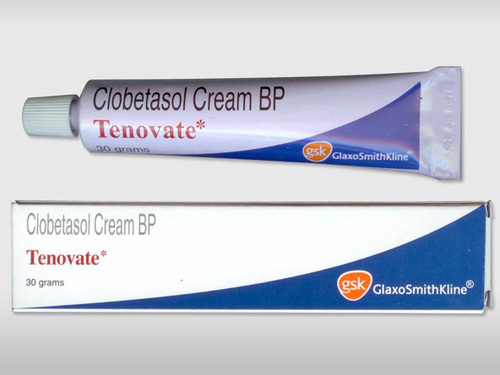 Clobetasol Cream BP
Tenovate*
30 grams
gsk GlaxoSmithKline
Clobetasol Cream BP
Tenovate*
30 grams
gsk GlaxoSmithKline®